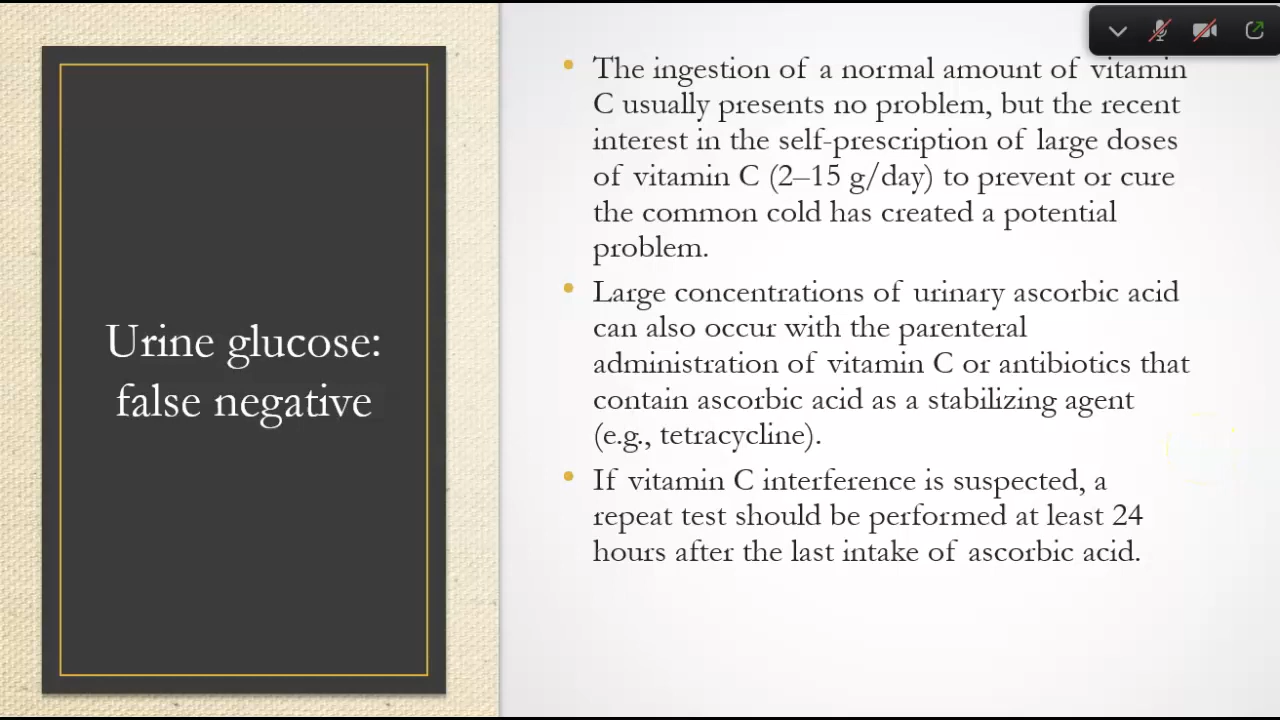 Urine glucose:
false negative
The ingestion of a normal amount of vitamin
C usually presents no problem, but the recent
interest in the self-prescription of large doses
of vitamin C (2–15 g/day) to prevent or cure
the common cold has created a potential
problem.
Large concentrations of urinary ascorbic acid
can also occur with the parenteral
administration of vitamin C or antibiotics that
contain ascorbic acid as a stabilizing agent
(e.g., tetracycline).
If vitamin C interference is suspected, a
repeat test should be performed at least 24
hours after the last intake of ascorbic acid.